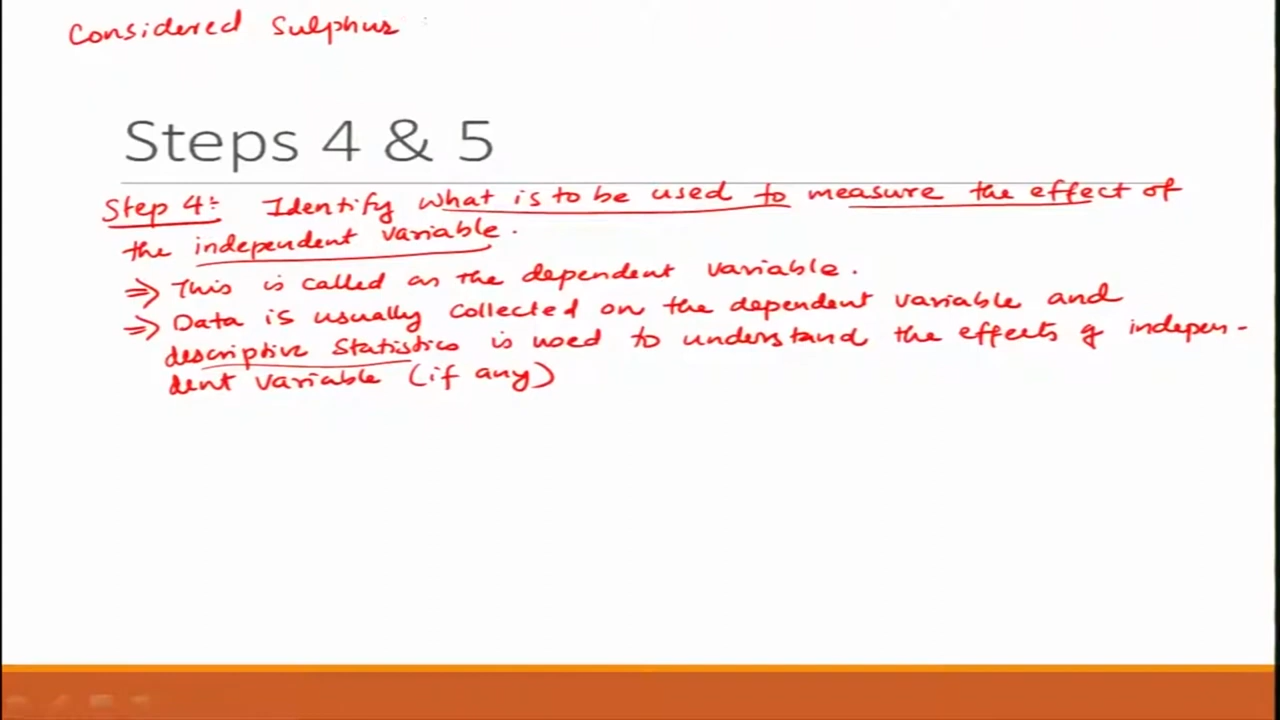 Considered Sulphur
Steps 4 & 5
Step 4: Identify what is to be used to measure the effect of
the independent variable.
⇒ This is called as the dependent variable.
⇒ Data is usually collected on the dependent variable and
descriptive statistics is used to understand the effects of indepen-
dent variable (if any)